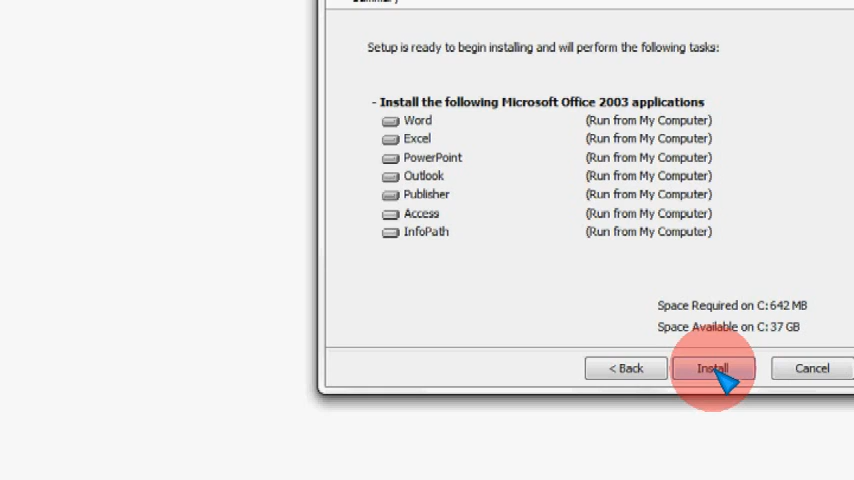 Summary
Setup is ready to begin installing and will perform the following tasks:
- Install the following Microsoft Office 2003 applications
Word (Run from My Computer)
Excel (Run from My Computer)
PowerPoint (Run from My Computer)
Outlook (Run from My Computer)
Publisher (Run from My Computer)
Access (Run from My Computer)
InfoPath (Run from My Computer)
Space Required on C: 642 MB
Space Available on C: 37 GB
< Back Install Cancel